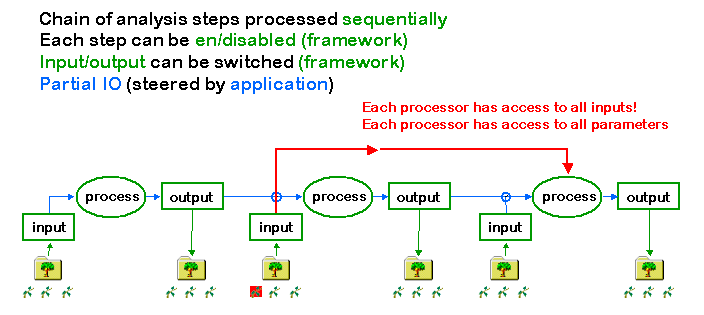 Chain of analysis steps processed sequentially
Each step can be en/disabled (framework)
Input/output can be switched (framework)
Partial IO (steered by application)
Each processor has access to all inputs!
Each processor has access to all parameters
process
output
process
output
process
output
input
input
input